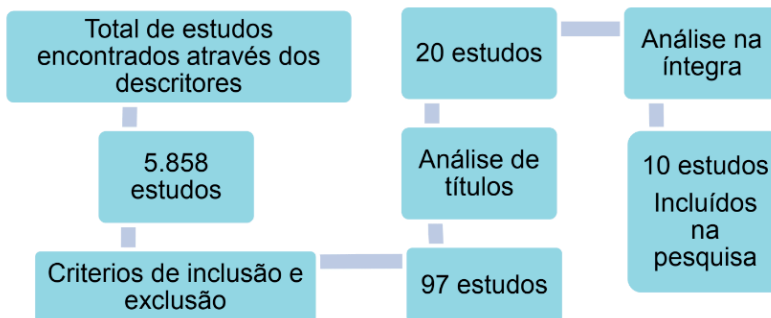 Total de estudos
encontrados através dos
descritores
5.858
estudos
Criterios de inclusão e
exclusão
97 estudos
Análise de
títulos
20 estudos
Análise na
íntegra
10 estudos
Incluídos
na
pesquisa